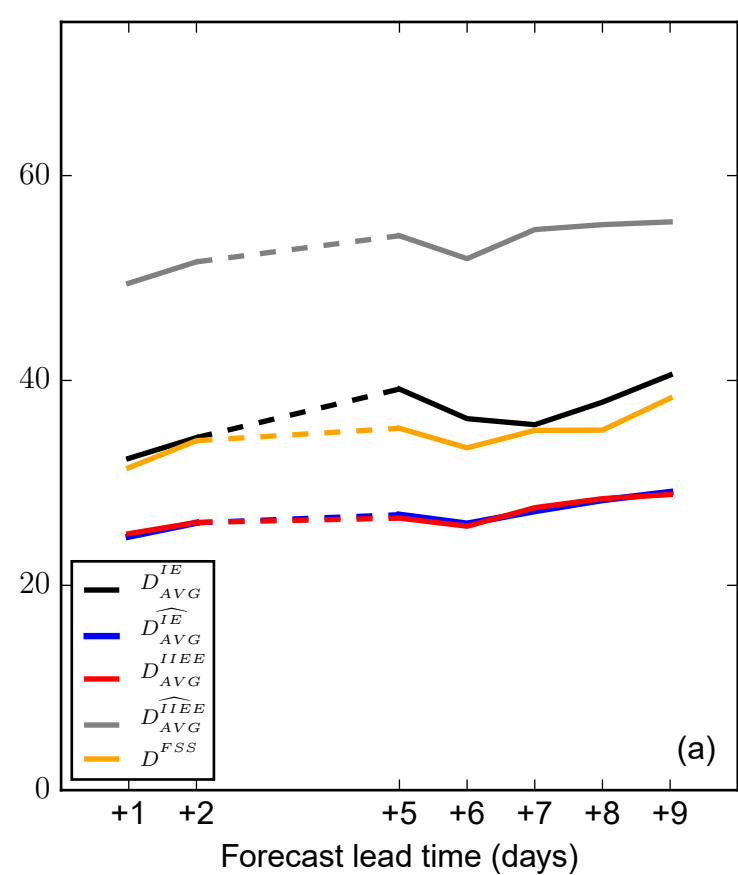 60
40
20
0
D^{IE}_{AVG}
D^{\widehat{IE}}_{AVG}
D^{IIEE}_{AVG}
D^{\widehat{IIEE}}_{AVG}
D^{FSS}
(a)
+1 +2 +5 +6 +7 +8 +9
Forecast lead time (days)